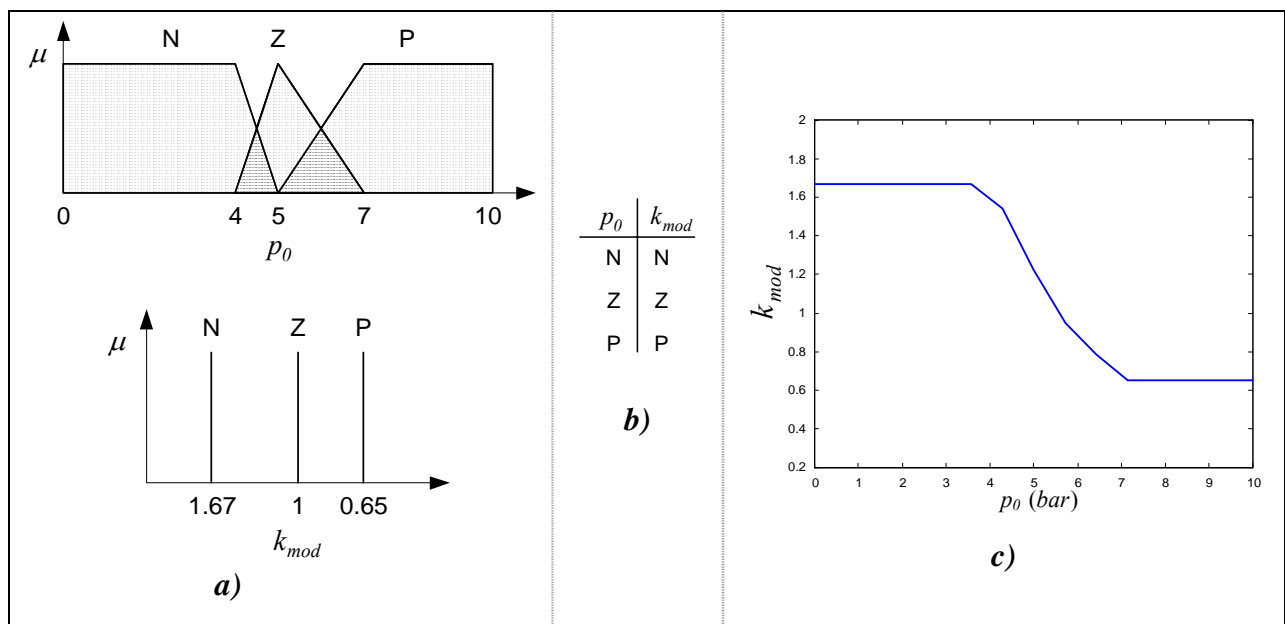 N Z P
μ
0 4 5 7 10
p0
N Z P
μ
1.67 1 0.65
kmod
a)
p0 kmod
N N
Z Z
P P
b)
2
1.8
1.6
1.4
1.2
1
0.8
0.6
0.4
0.2
kmod
0 1 2 3 4 5 6 7 8 9 10
p0 (bar)
c)